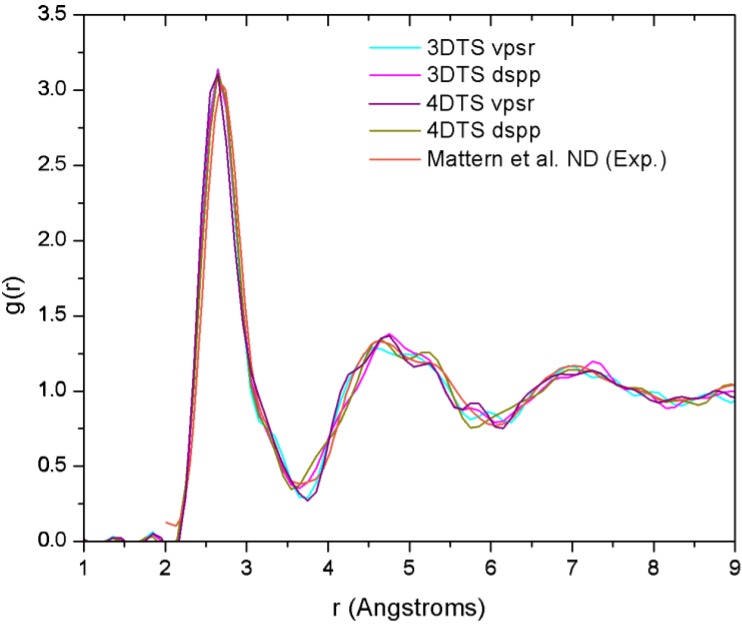 3.5
3.0
2.5
2.0
1.5
1.0
0.5
0.0
g(r)
3DTS vpsr
3DTS dspp
4DTS vpsr
4DTS dspp
Mattern et al. ND (Exp.)
1 2 3 4 5 6 7 8 9
r (Angstroms)